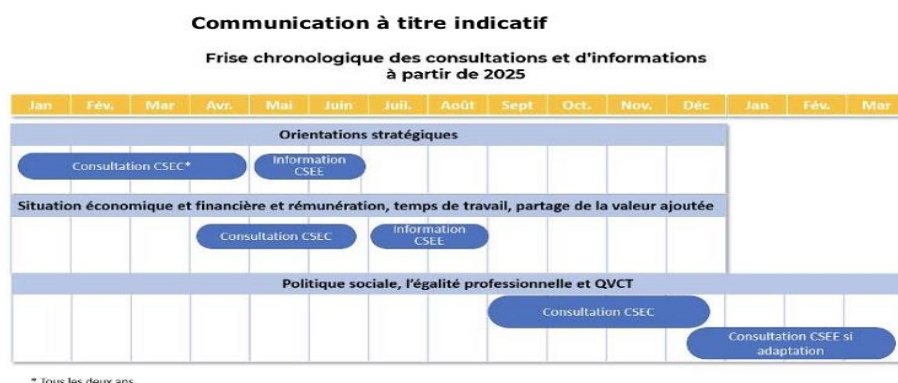 Communication à titre indicatif
Frise chronologique des consultations et d'informations
à partir de 2025
Jan Fév. Mar Avr. Mai Juin Juil. Août Sept Oct. Nov. Déc Jan Fév. Mar
Orientations stratégiques
Consultation CSEC*
Information
CSEE
Situation économique et financière et rémunération, temps de travail, partage de la valeur ajoutée
Consultation CSEC
Information
CSEE
Politique sociale, l'égalité professionnelle et QVCT
Consultation CSEC
Consultation CSEE si
adaptation
* Tous les deux ans